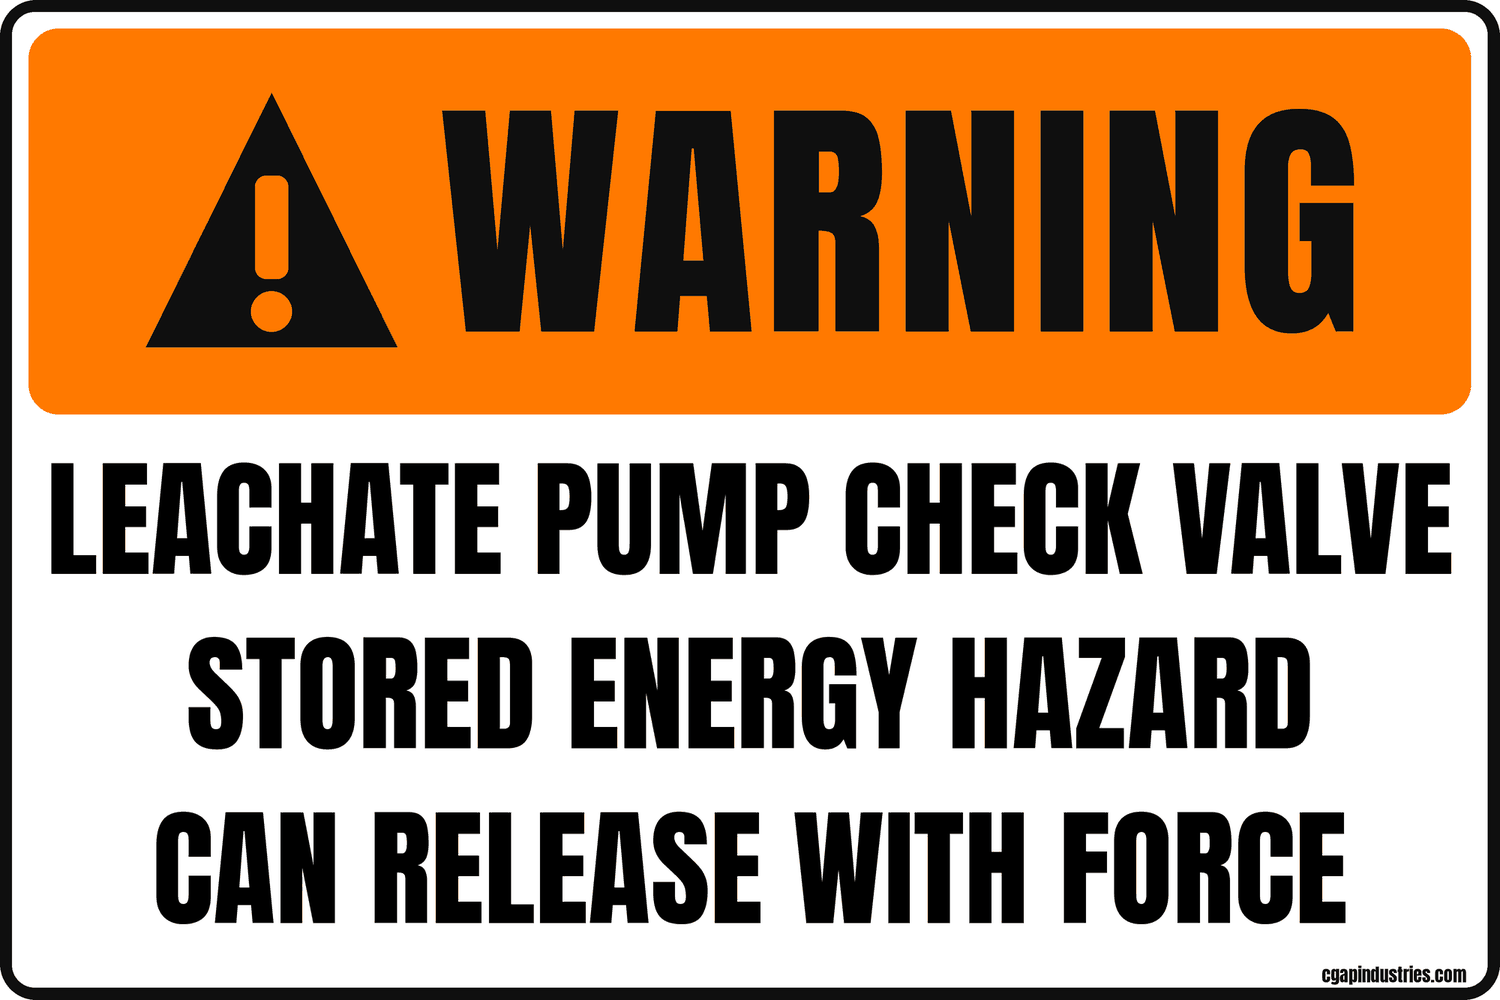 WARNING
LEACHATE PUMP CHECK VALVE
STORED ENERGY HAZARD
CAN RELEASE WITH FORCE
cgapindustries.com